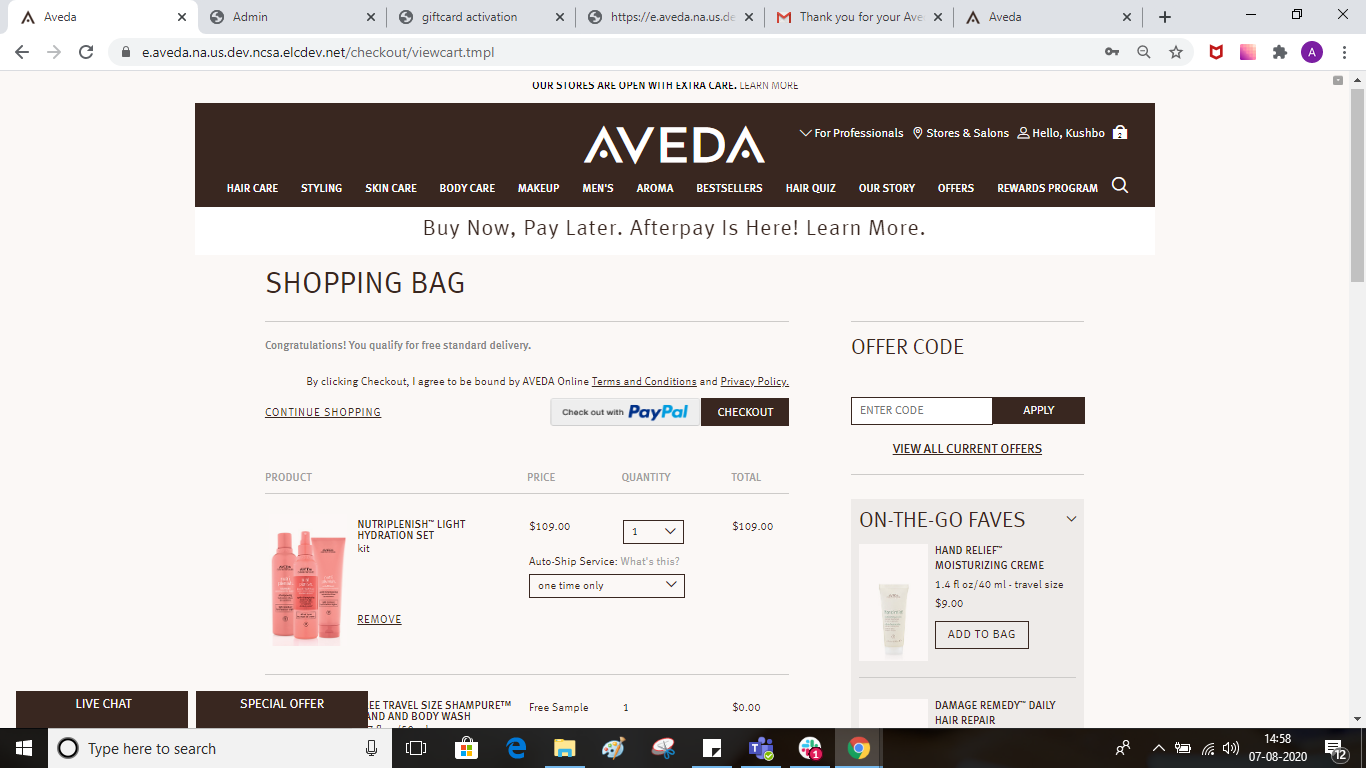 Aveda
Admin
giftcard activation
https://e.aveda.na.us.de
Thank you for your Ave
Aveda
e.aveda.na.us.dev.ncsa.elcdev.net/checkout/viewcart.tmpl
A
OUR STORES ARE OPEN WITH EXTRA CARE. LEARN MORE
AVEDA
For Professionals
Stores & Salons
Hello, Kushbo
2
HAIR CARE STYLING SKIN CARE BODY CARE MAKEUP MEN'S AROMA BESTSELLERS HAIR QUIZ OUR STORY OFFERS REWARDS PROGRAM
Buy Now, Pay Later. Afterpay Is Here! Learn More.
SHOPPING BAG
Congratulations! You qualify for free standard delivery.
By clicking Checkout, I agree to be bound by AVEDA Online Terms and Conditions and Privacy Policy.
CONTINUE SHOPPING
Check out with PayPal
CHECKOUT
PRODUCT PRICE QUANTITY TOTAL
NUTRIPLENISH™ LIGHT
HYDRATION SET
kit
$109.00
1
$109.00
Auto-Ship Service: What's this?
one time only
REMOVE
EE TRAVEL SIZE SHAMPURE™
AND AND BODY WASH
Free Sample
1
$0.00
OFFER CODE
ENTER CODE
APPLY
VIEW ALL CURRENT OFFERS
ON-THE-GO FAVES
HAND RELIEF™
MOISTURIZING CREME
1.4 fl oz/40 ml - travel size
$9.00
ADD TO BAG
DAMAGE REMEDY™ DAILY
HAIR REPAIR
LIVE CHAT
SPECIAL OFFER
Type here to search
1
14:58
07-08-2020
12